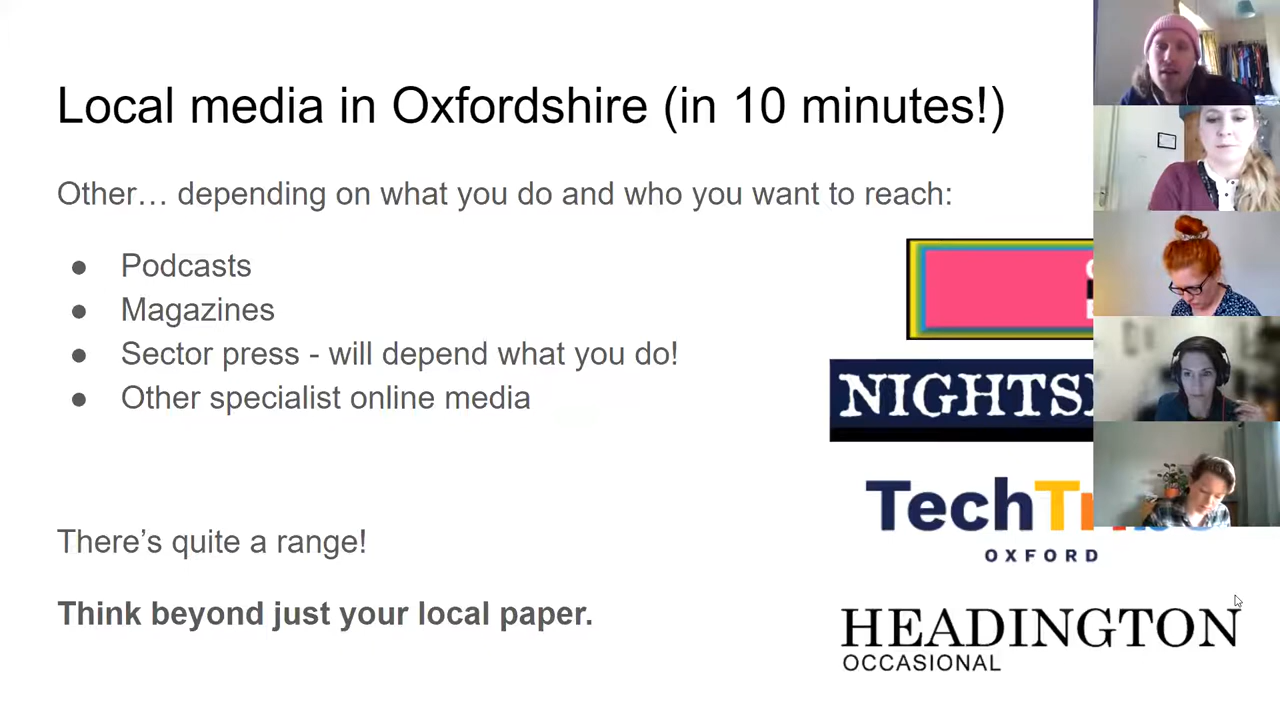 Local media in Oxfordshire (in 10 minutes!)
Other… depending on what you do and who you want to reach:
● Podcasts
● Magazines
● Sector press - will depend what you do!
● Other specialist online media
There’s quite a range!
Think beyond just your local paper.
NIGHTS
TechT
OXFORD
HEADINGTON
OCCASIONAL